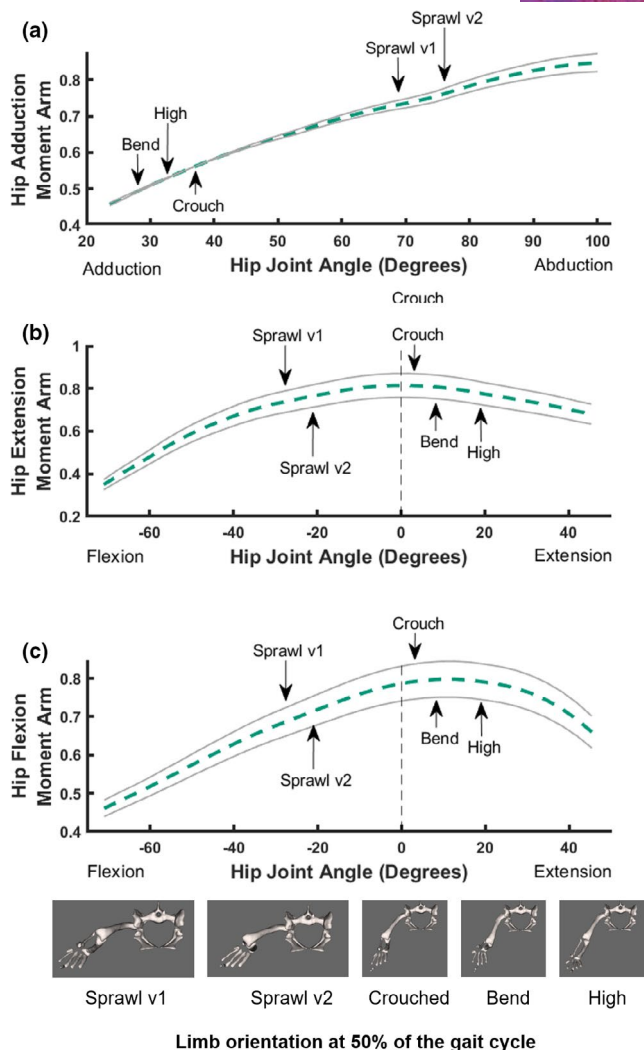 (a)
Hip Adduction
Moment Arm
0.8
0.7
0.6
0.5
0.4
Sprawl v2
Sprawl v1
High
Bend
Crouch
20 30 40 50 60 70 80 90 100
Adduction Hip Joint Angle (Degrees) Abduction
Crouch
(b)
Hip Extension
Moment Arm
1
0.8
0.6
0.4
0.2
Sprawl v1 Crouch
Sprawl v2 Bend High
-60 -40 -20 0 20 40
Flexion Hip Joint Angle (Degrees) Extension
(c)
Hip Flexion
Moment Arm
0.8
0.7
0.6
0.5
0.4
Crouch
Sprawl v1
Bend High
Sprawl v2
-60 -40 -20 0 20 40
Flexion Hip Joint Angle (Degrees) Extension
Sprawl v1 Sprawl v2 Crouched Bend High
Limb orientation at 50% of the gait cycle